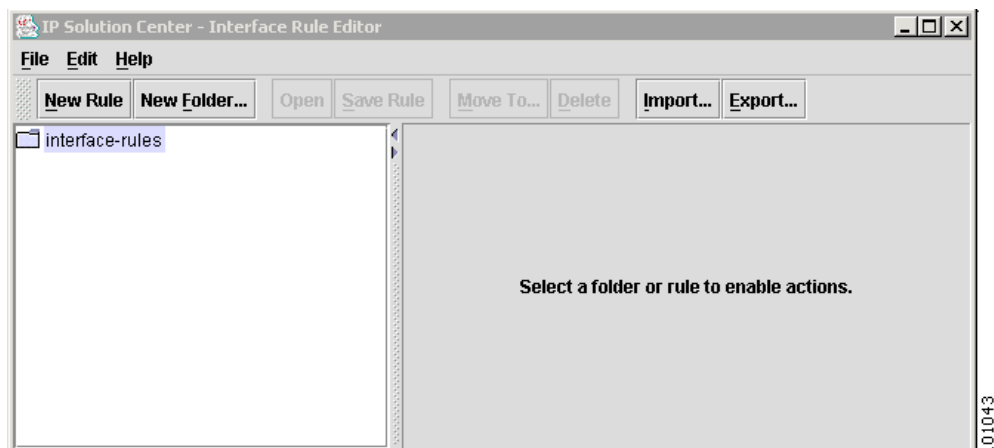 IP Solution Center - Interface Rule Editor
File Edit Help
New Rule New Folder... Open Save Rule Move To... Delete Import... Export...
interface-rules
Select a folder or rule to enable actions.
101043